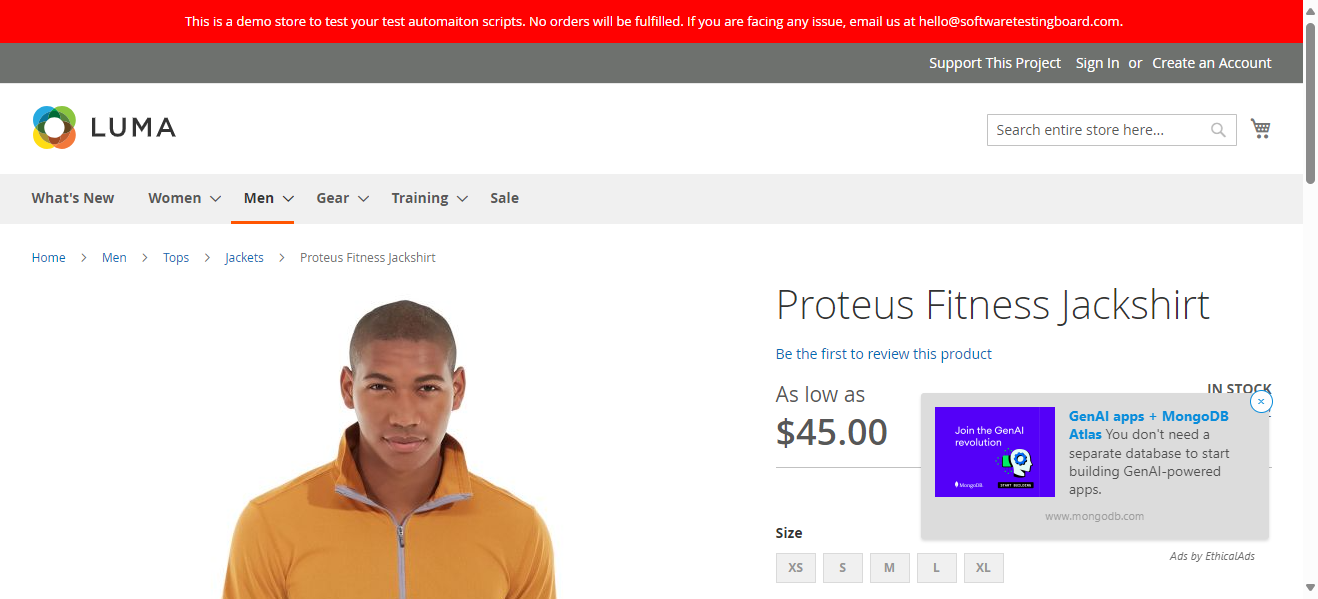 This is a demo store to test your test automaiton scripts. No orders will be fulfilled. If you are facing any issue, email us at hello@softwaretestingboard.com.
Support This Project Sign In or Create an Account
LUMA
Search entire store here...
What's New Women Men Gear Training Sale
Home > Men > Tops > Jackets > Proteus Fitness Jackshirt
Proteus Fitness Jackshirt
Be the first to review this product
As low as
$45.00
IN STOCK
Join the GenAI
revolution
MongoDB
START BUILDING
GenAI apps + MongoDB
Atlas You don't need a
separate database to start
building GenAI-powered
apps.
www.mongodb.com
Ads by EthicalAds
Size
XS S M L XL